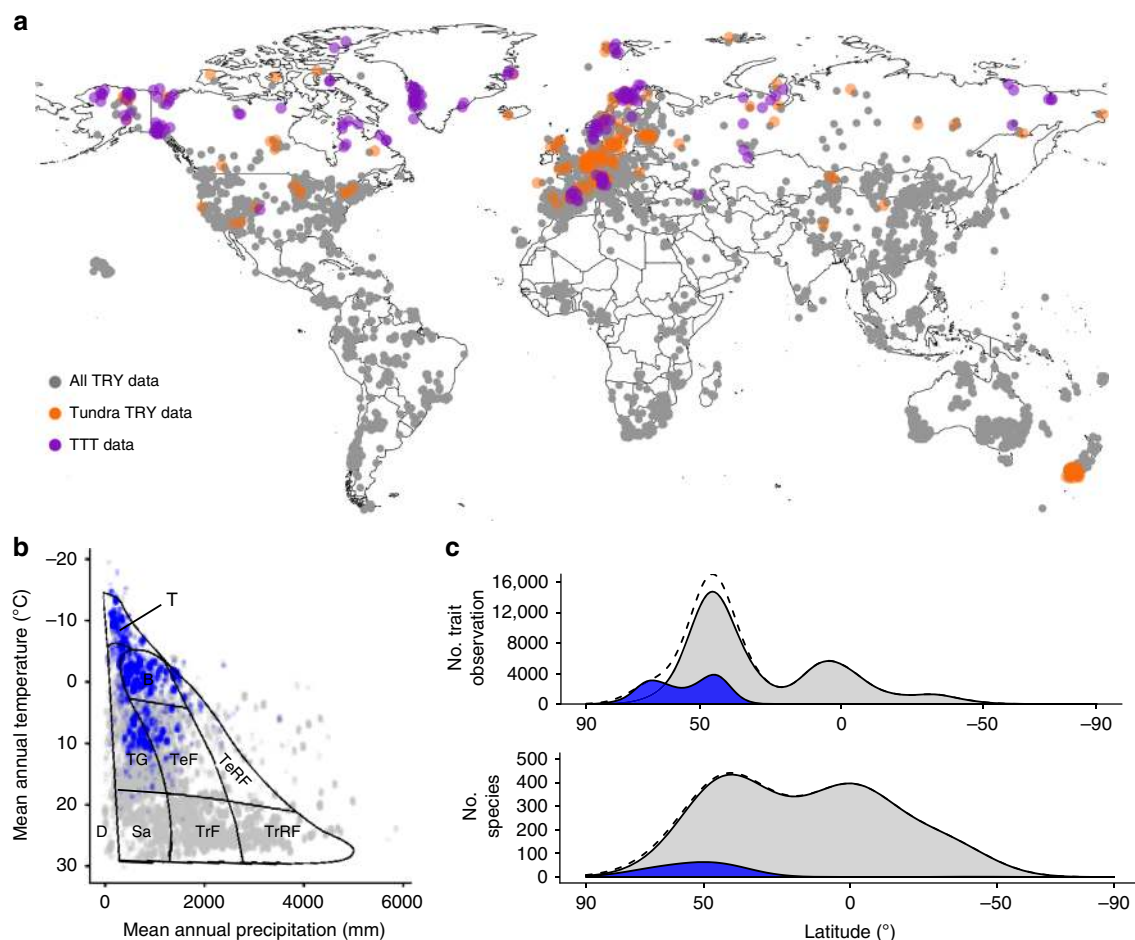 a
All TRY data
Tundra TRY data
TTT data
b
Mean annual temperature (°C)
–20
–10
0
10
20
30
T
B
TG
TeF
TeRF
D
Sa
TrF
TrRF
0
2000
4000
6000
Mean annual precipitation (mm)
c
No. trait
observation
16,000
12,000
8000
4000
0
90
50
0
–50
–90
No.
species
500
400
300
200
100
0
90
50
0
–50
–90
Latitude (°)